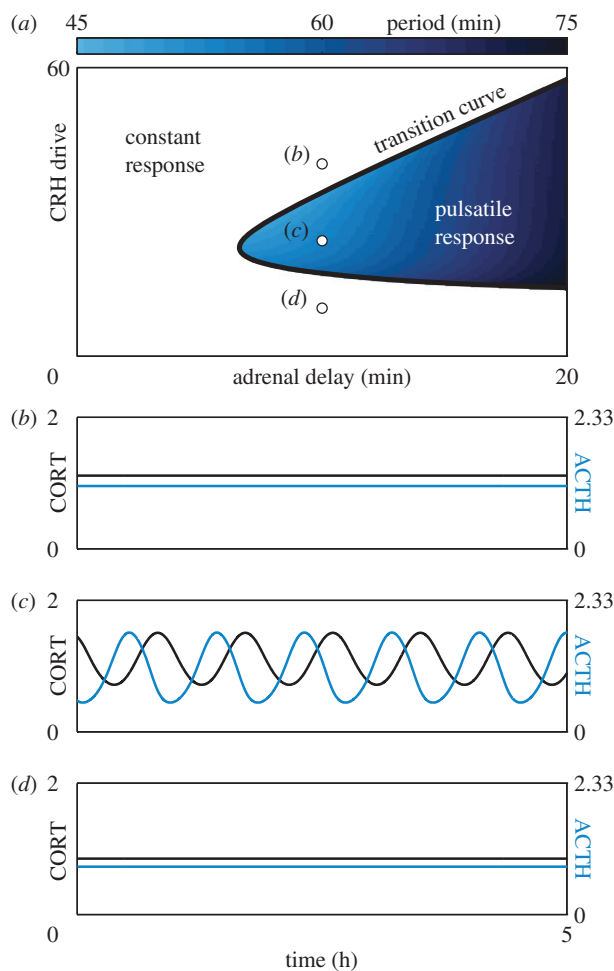 (a) 45 60 period (min) 75
60
CRH drive
constant
response
transition curve
pulsatile
response
(b)
(c)
(d)
0 adrenal delay (min) 20
(b) 2 2.33
CORT ACTH
0 0
(c) 2 2.33
CORT ACTH
0 0
(d) 2 2.33
CORT ACTH
0
0 5
time (h)